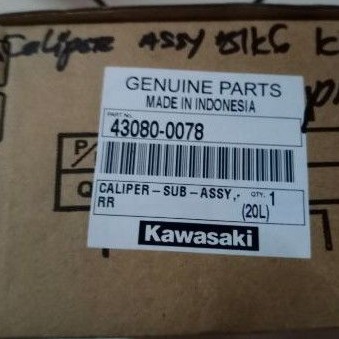 Caliper ASSY
GENUINE PARTS
MADE IN INDONESIA
PART No.
43080-0078
P/
Q
CALIPER-SUB-ASSY,-
QTY. 1
RR
(20L)
Kawasaki